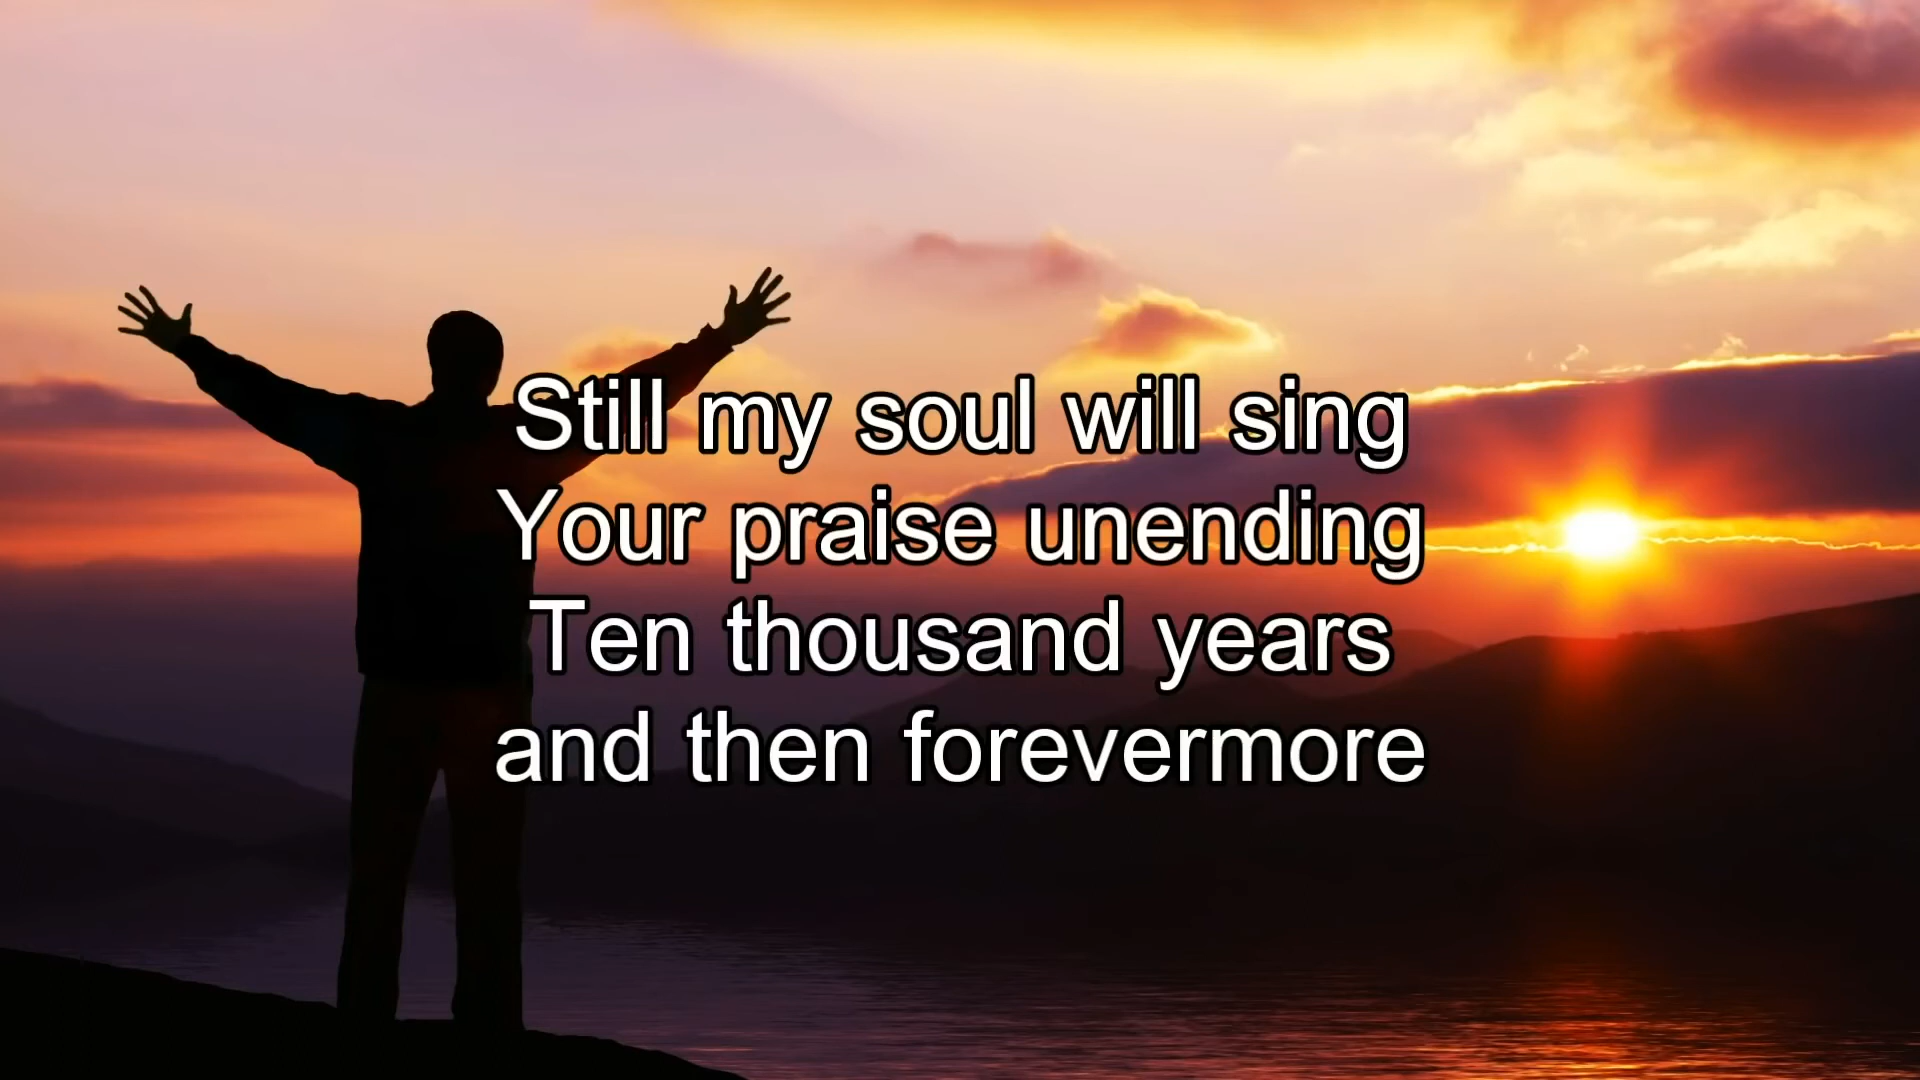 Still my soul will sing
Your praise unending
Ten thousand years
and then forevermore